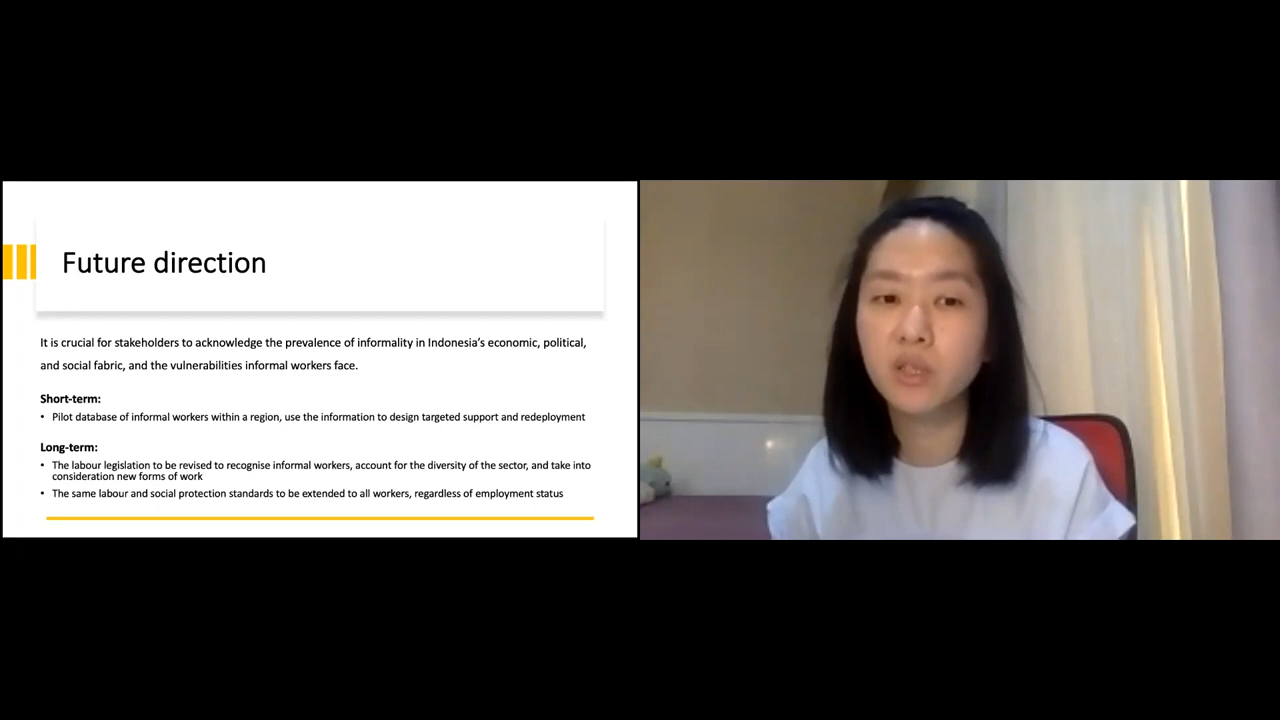 Future direction
It is crucial for stakeholders to acknowledge the prevalence of informality in Indonesia's economic, political,
and social fabric, and the vulnerabilities informal workers face.
Short-term:
• Pilot database of informal workers within a region, use the information to design targeted support and redeployment
Long-term:
• The labour legislation to be revised to recognise informal workers, account for the diversity of the sector, and take into
consideration new forms of work
• The same labour and social protection standards to be extended to all workers, regardless of employment status